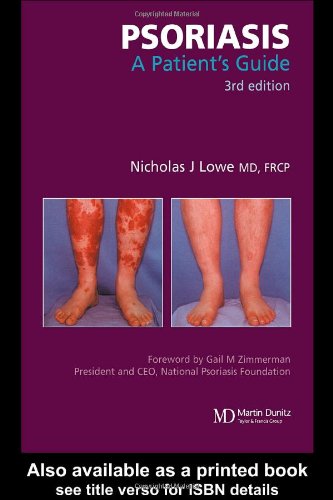 PSORIASIS
A Patient's Guide
3rd edition
Nicholas J Lowe MD, FRCP
Foreword by Gail M Zimmerman
President and CEO, National Psoriasis Foundation
MD Martin Dunitz
Taylor & Francis Group
Also available as a printed book
see title verso for ISBN details